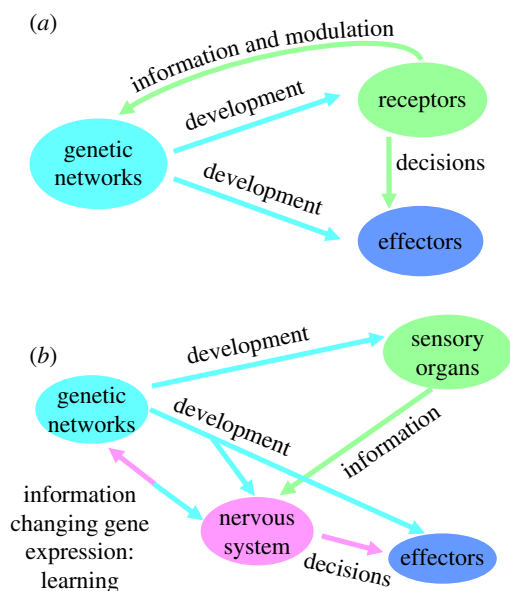 (a)
information and modulation
development
receptors
genetic
networks
decisions
development
effectors
(b)
sensory
organs
development
genetic
networks
development
information
information
changing gene
expression:
learning
nervous
system
decisions
effectors